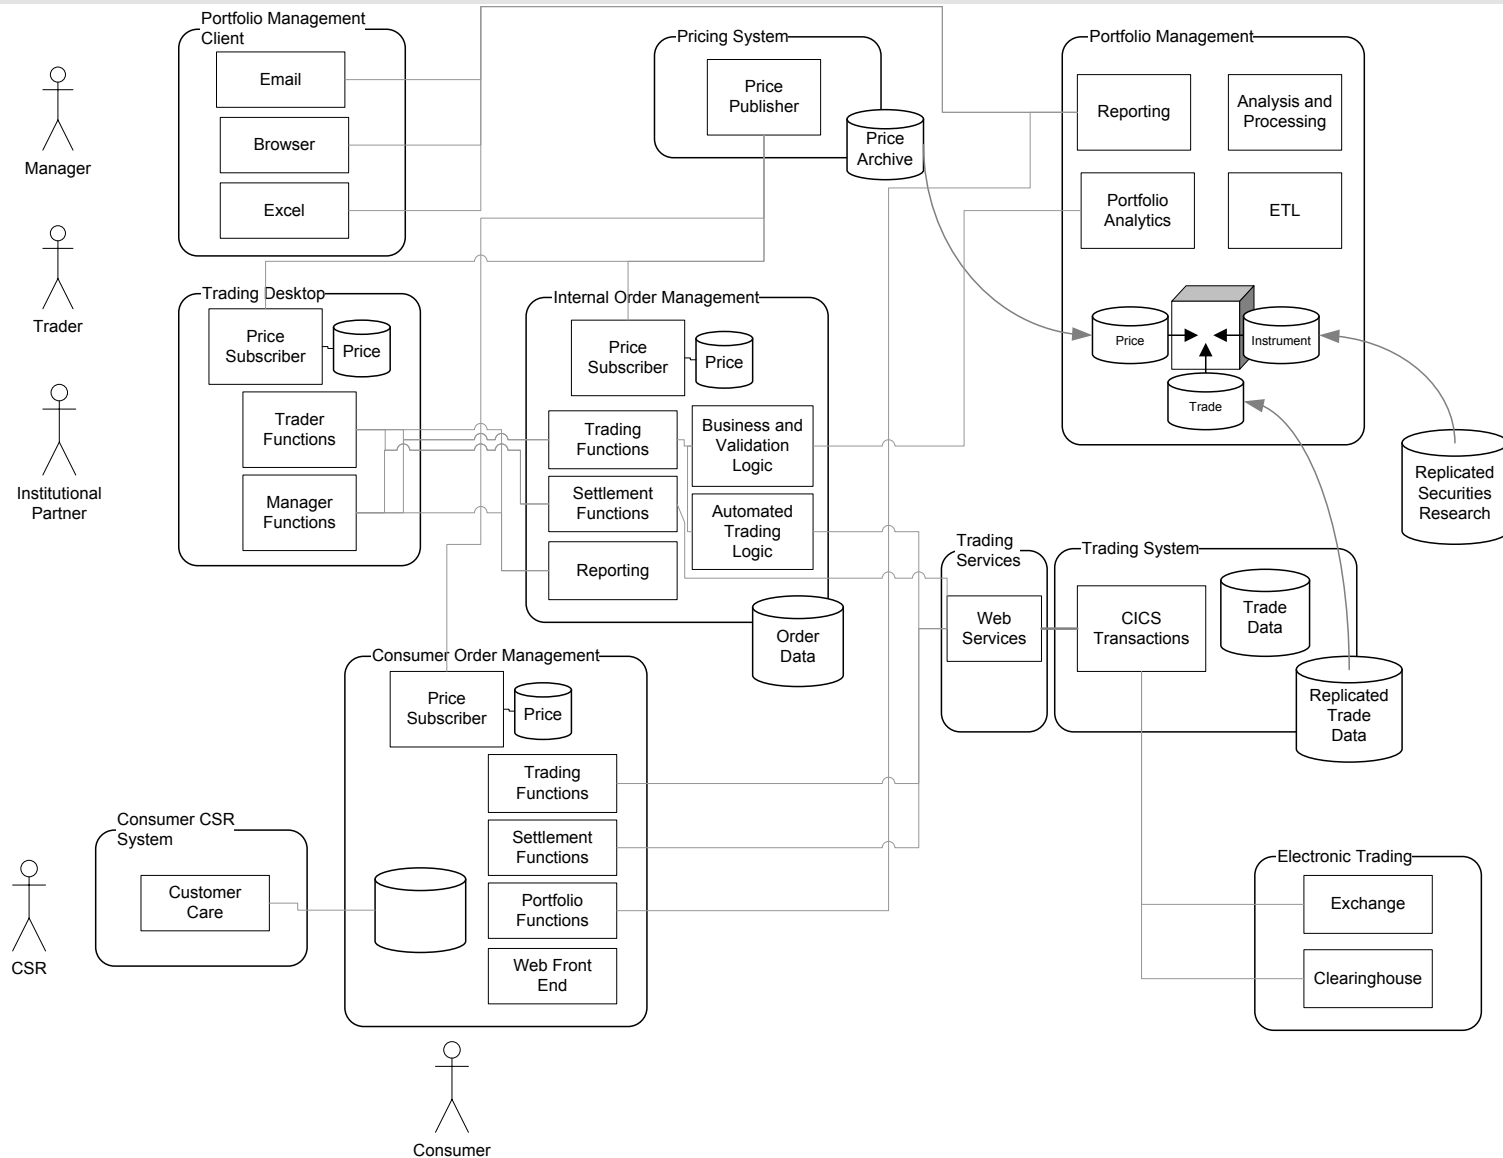 Portfolio Management
Client
Email
Browser
Excel
Manager
Trader
Institutional
Partner
Pricing System
Price
Publisher
Price
Archive
Portfolio Management
Reporting
Analysis and
Processing
Portfolio
Analytics
ETL
Price
Instrument
Trade
Replicated
Securities
Research
Trading Desktop
Price
Subscriber
Price
Trader
Functions
Manager
Functions
Internal Order Management
Price
Subscriber
Price
Trading
Functions
Business and
Validation
Logic
Settlement
Functions
Automated
Trading
Logic
Reporting
Order
Data
Trading
Services
Web
Services
Trading System
CICS
Transactions
Trade
Data
Replicated
Trade
Data
Consumer Order Management
Price
Subscriber
Price
Trading
Functions
Settlement
Functions
Portfolio
Functions
Web Front
End
Consumer CSR
System
Customer
Care
CSR
Electronic Trading
Exchange
Clearinghouse
Consumer